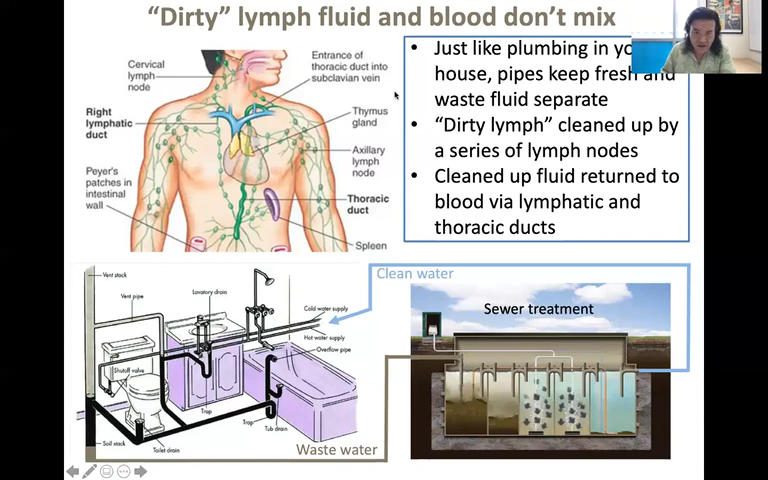 “Dirty” lymph fluid and blood don’t mix
Cervical
lymph
node
Entrance of
thoracic duct into
subclavian vein
Thymus
gland
Right
lymphatic
duct
Axillary
lymph
node
Peyer's
patches in
intestinal
wall
Thoracic
duct
Spleen
• Just like plumbing in
house, pipes keep fresh and
waste fluid separate
• “Dirty lymph” cleaned up by
a series of lymph nodes
• Cleaned up fluid returned to
blood via lymphatic and
thoracic ducts
Vent stack
Vent pipe
Lavatory drain
Cold water supply
Hot water supply
Overflow pipe
Shutoff valve
Trap
Trap
Tub drain
Soil stack
Toilet drain
Clean water
Sewer treatment
Waste water